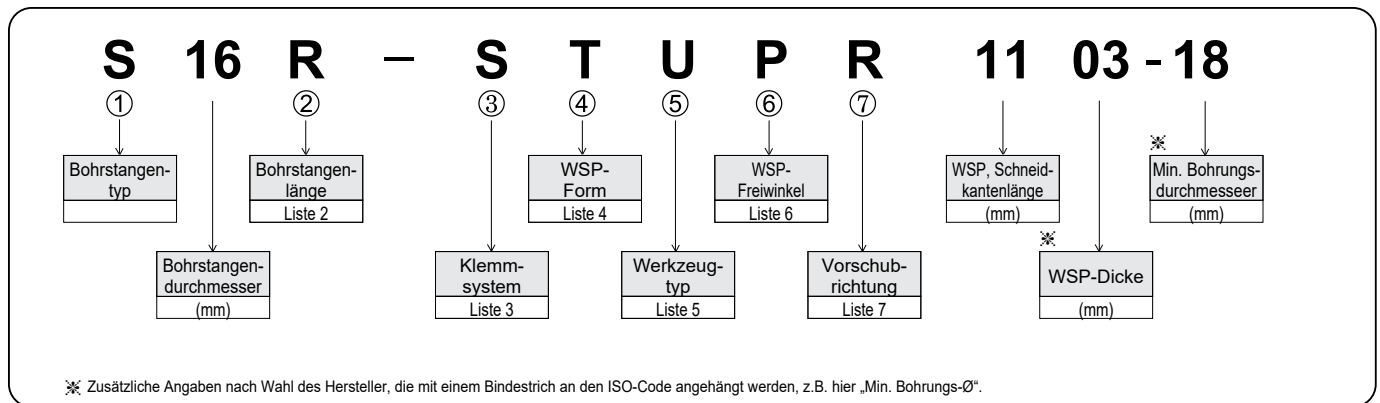 S 16 R – S T U P R 11 03 - 18
① ② ③ ④ ⑤ ⑥ ⑦
Bohrstangen-
typ
Bohrstangen-
länge
Liste 2
WSP-
Form
Liste 4
WSP-
Freiwinkel
Liste 6
WSP, Schneid-
kantenlänge
(mm)
※
Min. Bohrungs-
durchmesseer
(mm)
Bohrstangen-
durchmesser
(mm)
Klemm-
system
Liste 3
Werkzeug-
typ
Liste 5
Vorschub-
richtung
Liste 7
※
WSP-Dicke
(mm)
※ Zusätzliche Angaben nach Wahl des Hersteller, die mit einem Bindestrich an den ISO-Code angehängt werden, z.B. hier „Min. Bohrungs-Ø“.